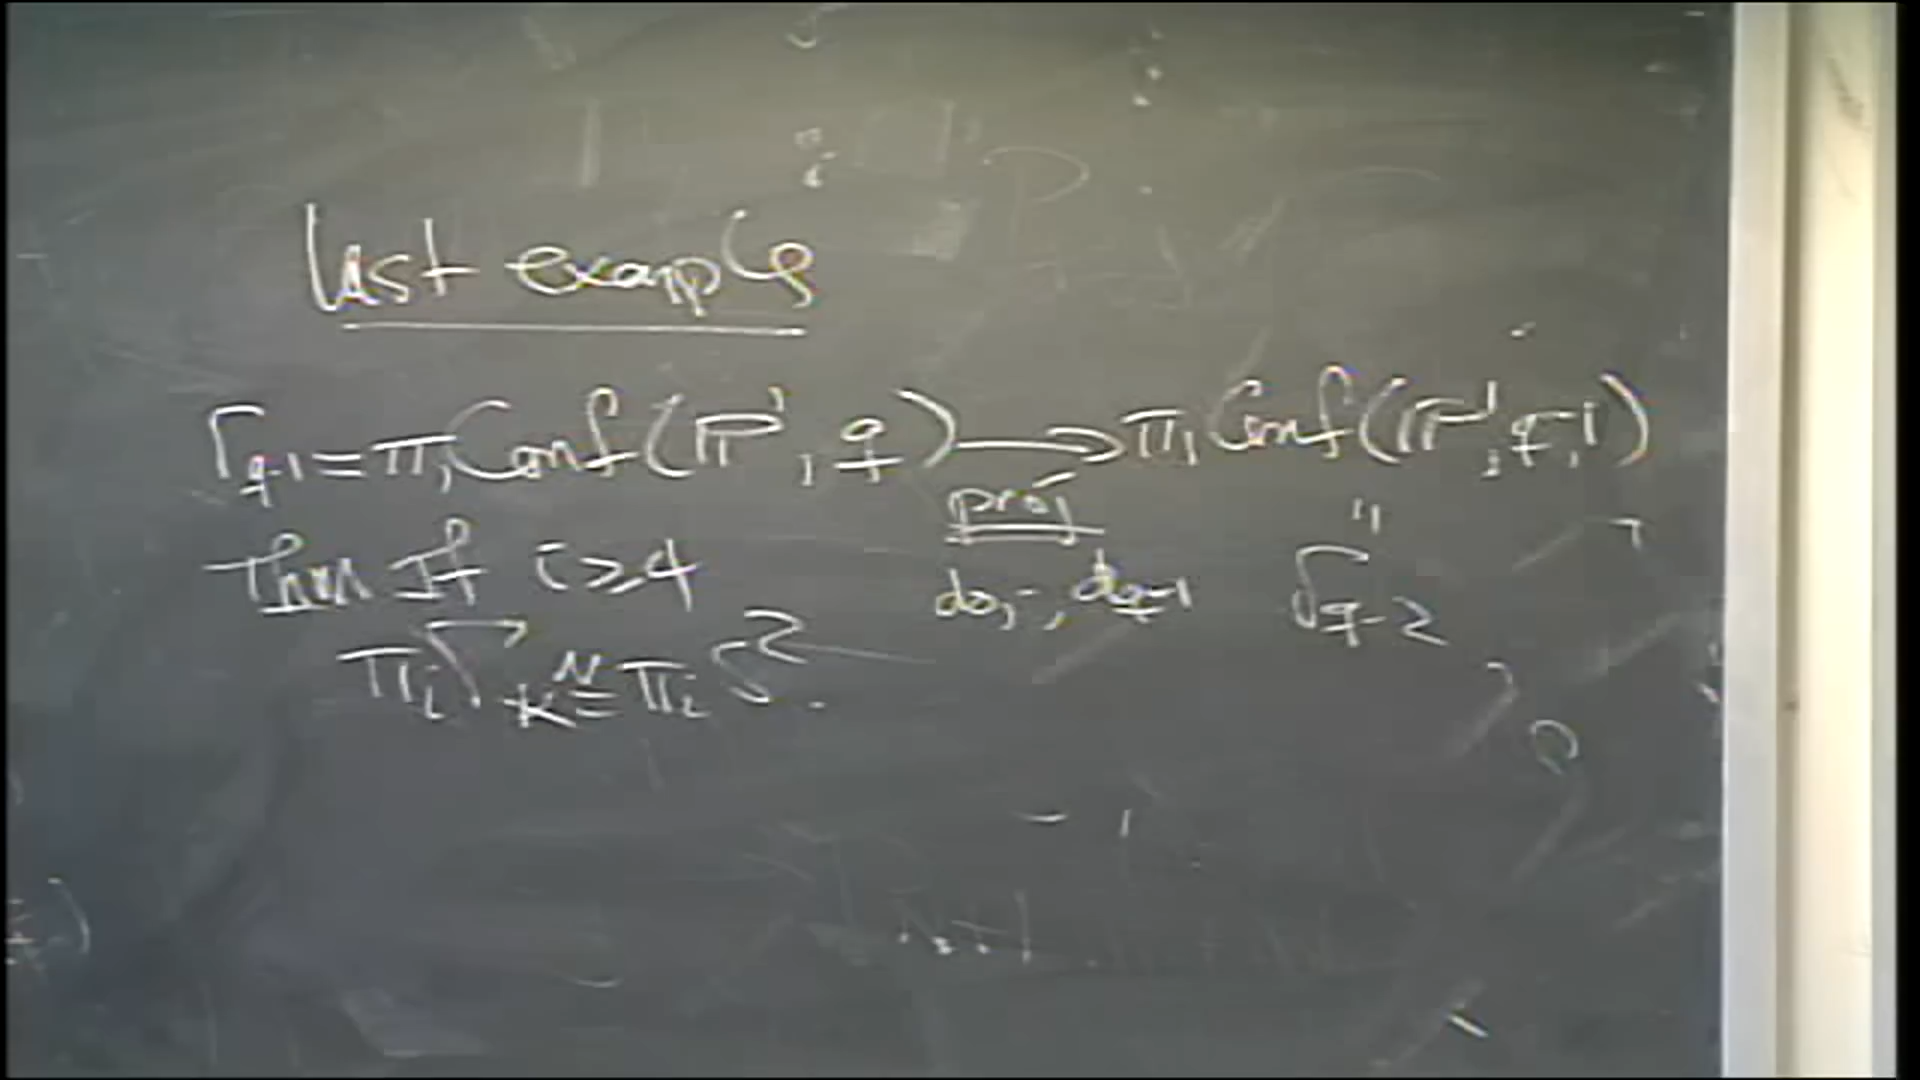 last example
Γ_{q-1} = π_1 Conf(ℙ^1, q) → π_1 Conf(ℙ^1, q-1)
proj "
Thm If i ≥ 4 d_0, -, d_{q-1} Γ_{q-2}
π_i Γ_* ≅ π_i S^2.